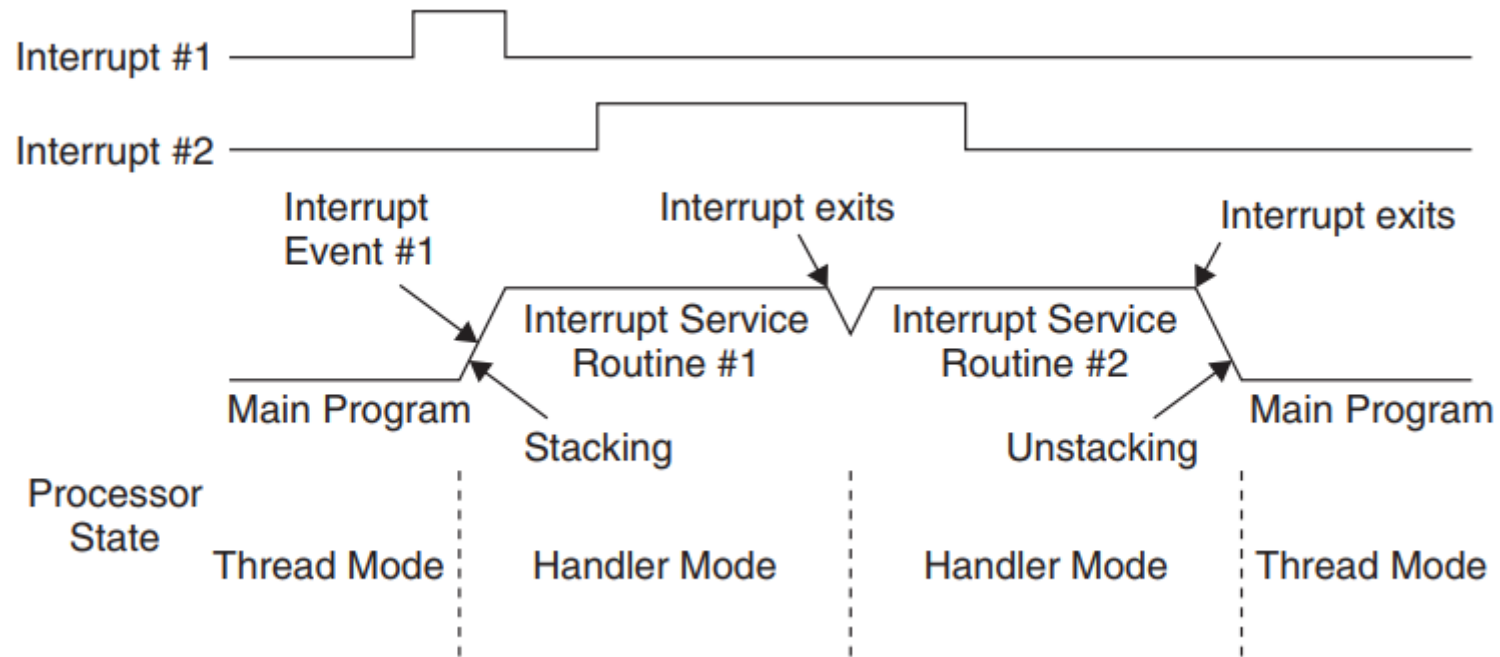 Interrupt #1
Interrupt #2
Interrupt
Event #1
Interrupt exits
Interrupt exits
Interrupt Service
Routine #1
Interrupt Service
Routine #2
Main Program
Stacking
Unstacking
Main Program
Processor
State
Thread Mode
Handler Mode
Handler Mode
Thread Mode